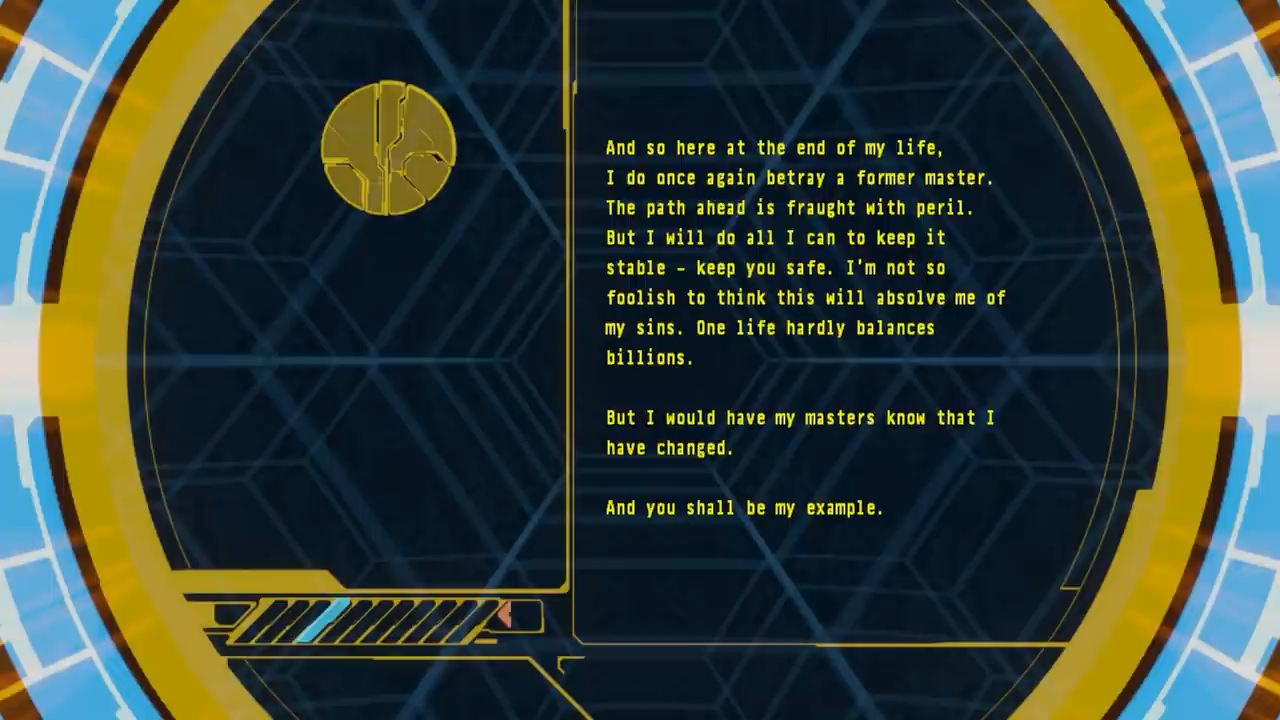 And so here at the end of my life,
I do once again betray a former master.
The path ahead is fraught with peril.
But I will do all I can to keep it
stable - keep you safe. I'm not so
foolish to think this will absolve me of
my sins. One life hardly balances
billions.
But I would have my masters know that I
have changed.
And you shall be my example.